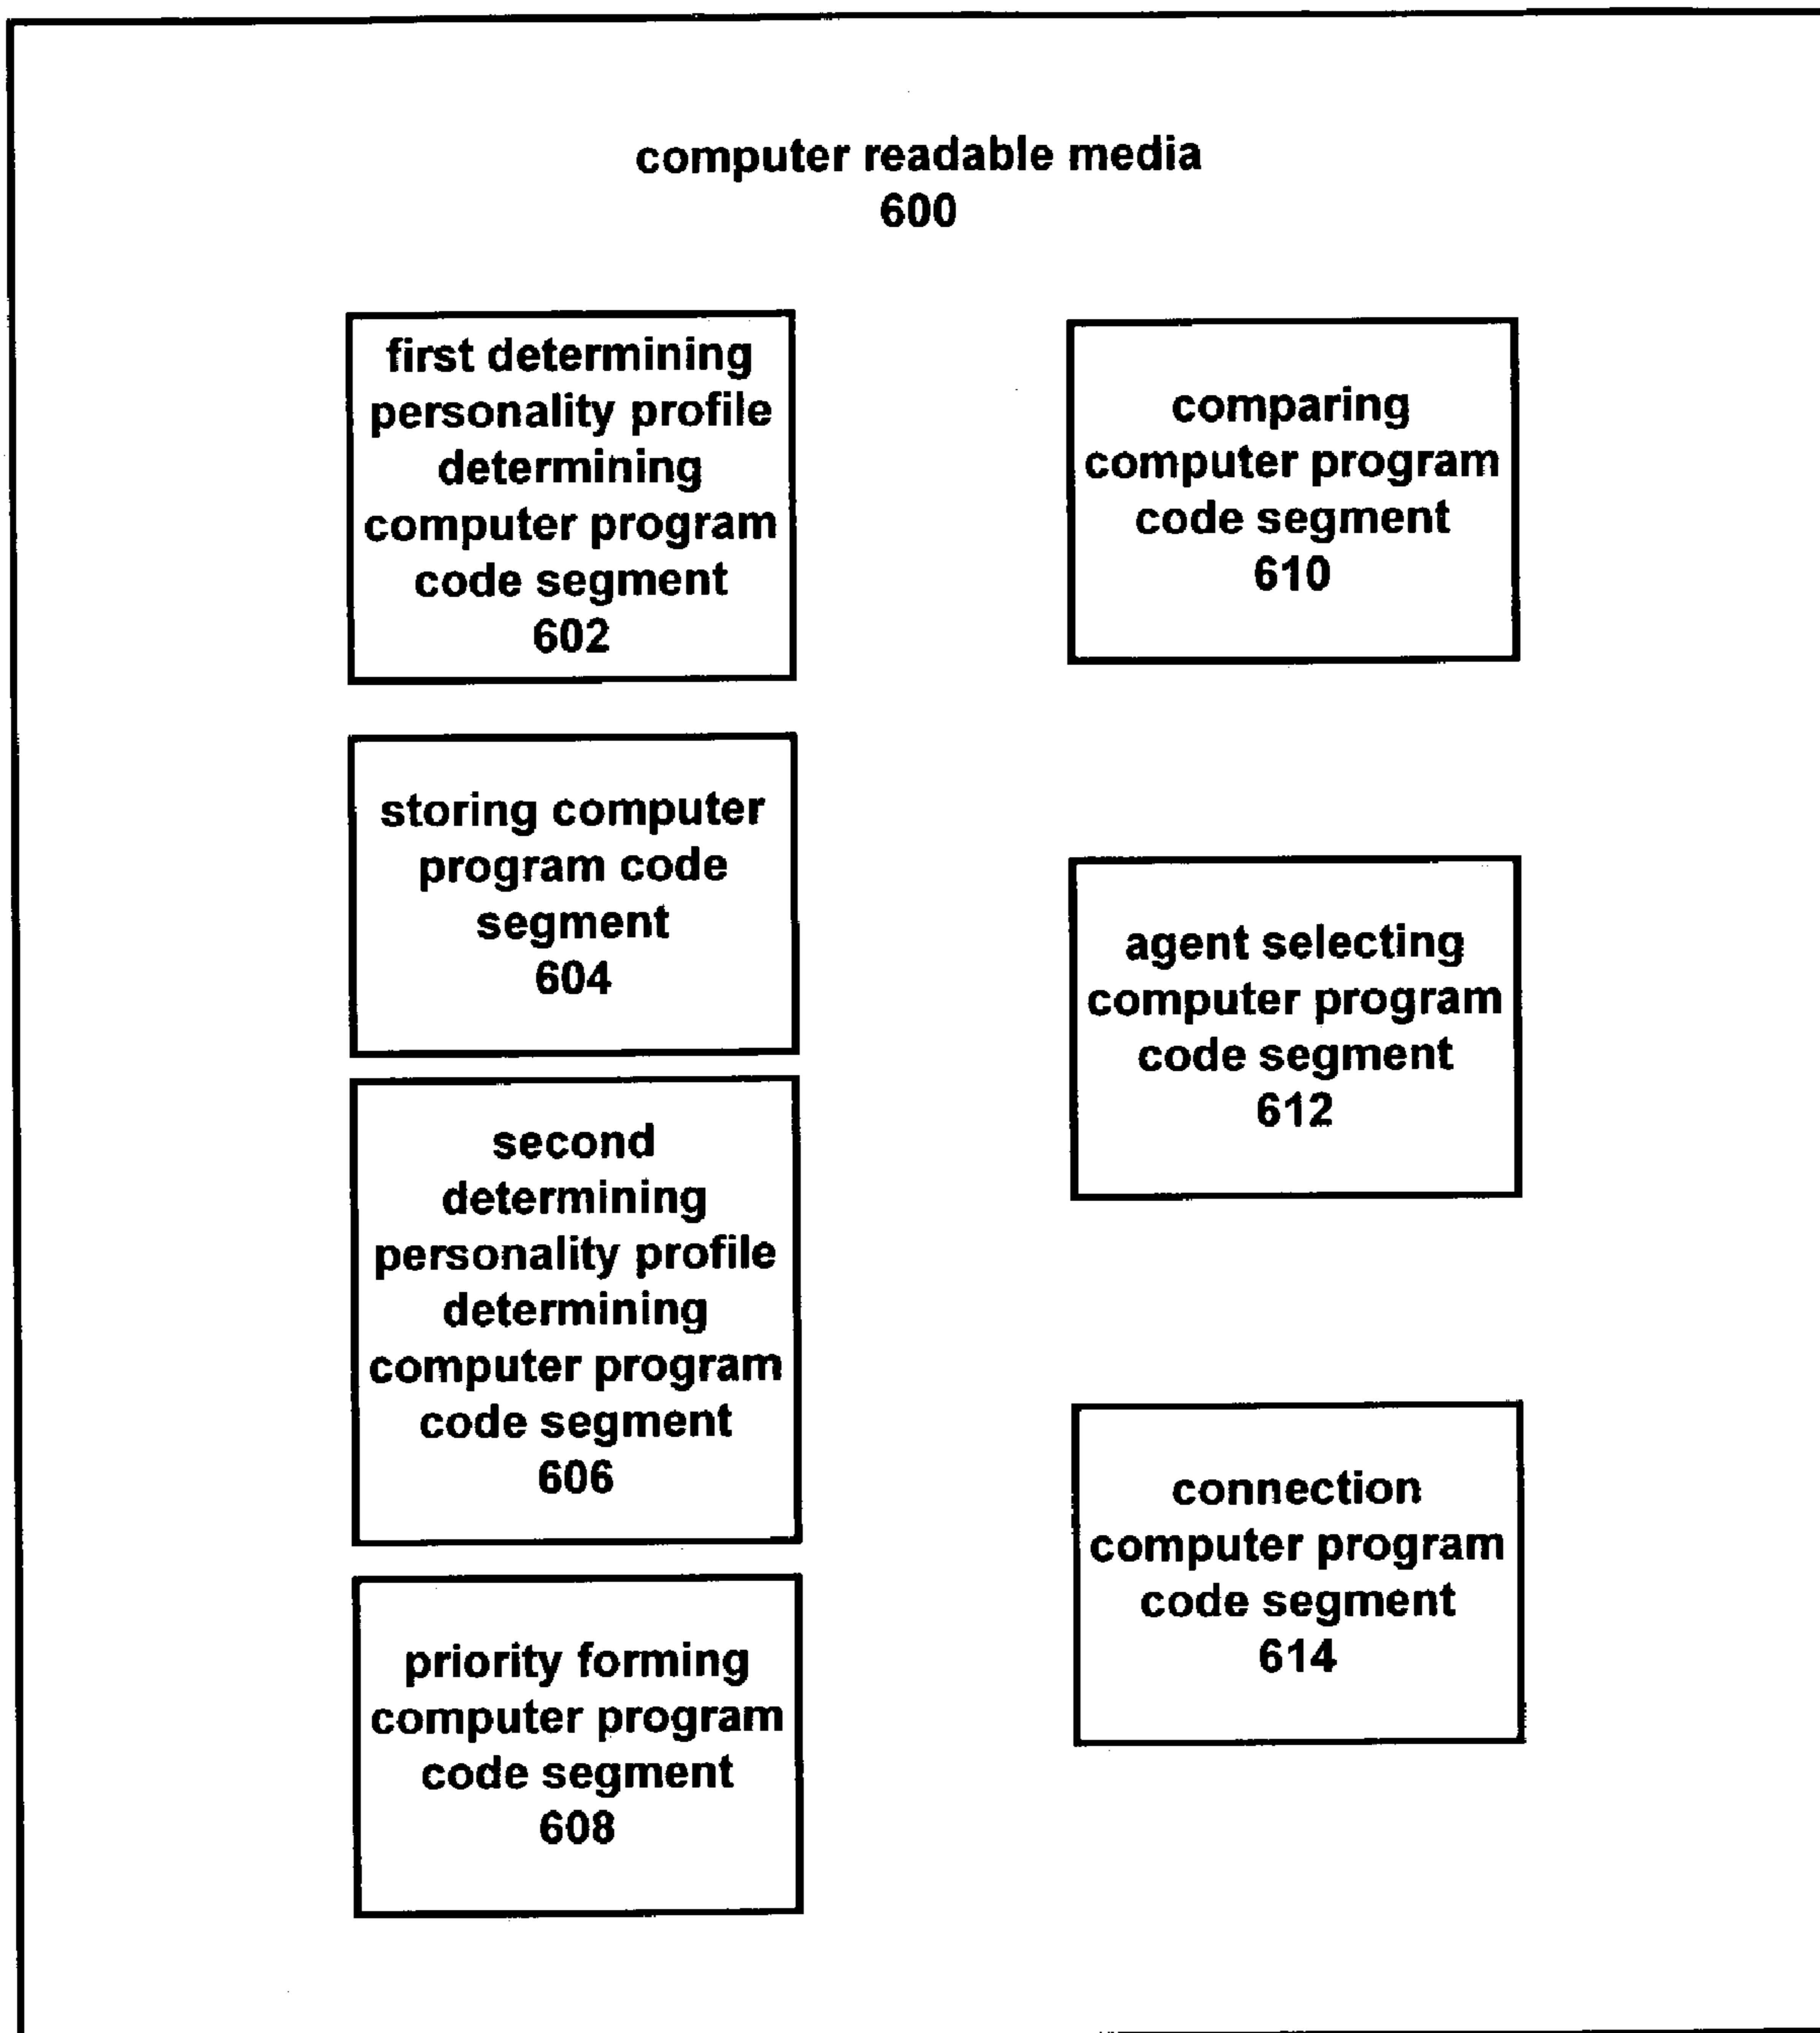 computer readable media
600
first determining
personality profile
determining
computer program
code segment
602
storing computer
program code
segment
604
second
determining
personality profile
determining
computer program
code segment
606
priority forming
computer program
code segment
608
comparing
computer program
code segment
610
agent selecting
computer program
code segment
612
connection
computer program
code segment
614